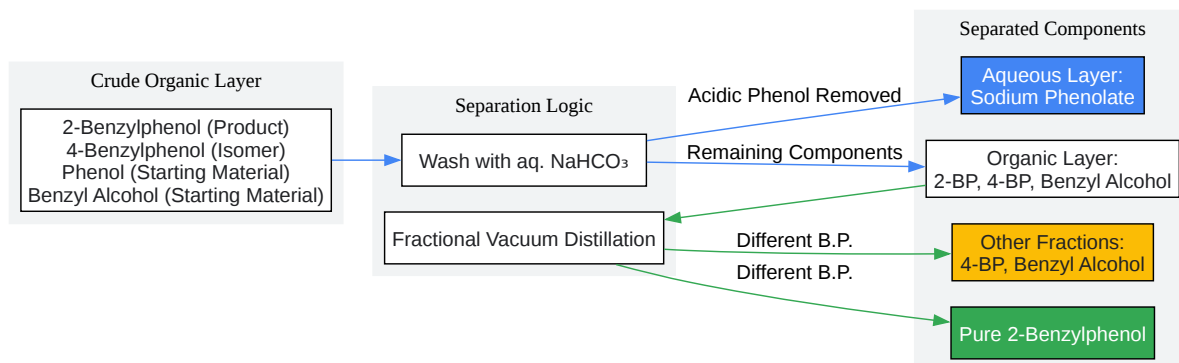 Crude Organic Layer
2-Benzylphenol (Product)
4-Benzylphenol (Isomer)
Phenol (Starting Material)
Benzyl Alcohol (Starting Material)
Separation Logic
Wash with aq. NaHCO₃
Fractional Vacuum Distillation
Acidic Phenol Removed
Remaining Components
Different B.P.
Different B.P.
Separated Components
Aqueous Layer:
Sodium Phenolate
Organic Layer:
2-BP, 4-BP, Benzyl Alcohol
Other Fractions:
4-BP, Benzyl Alcohol
Pure 2-Benzylphenol